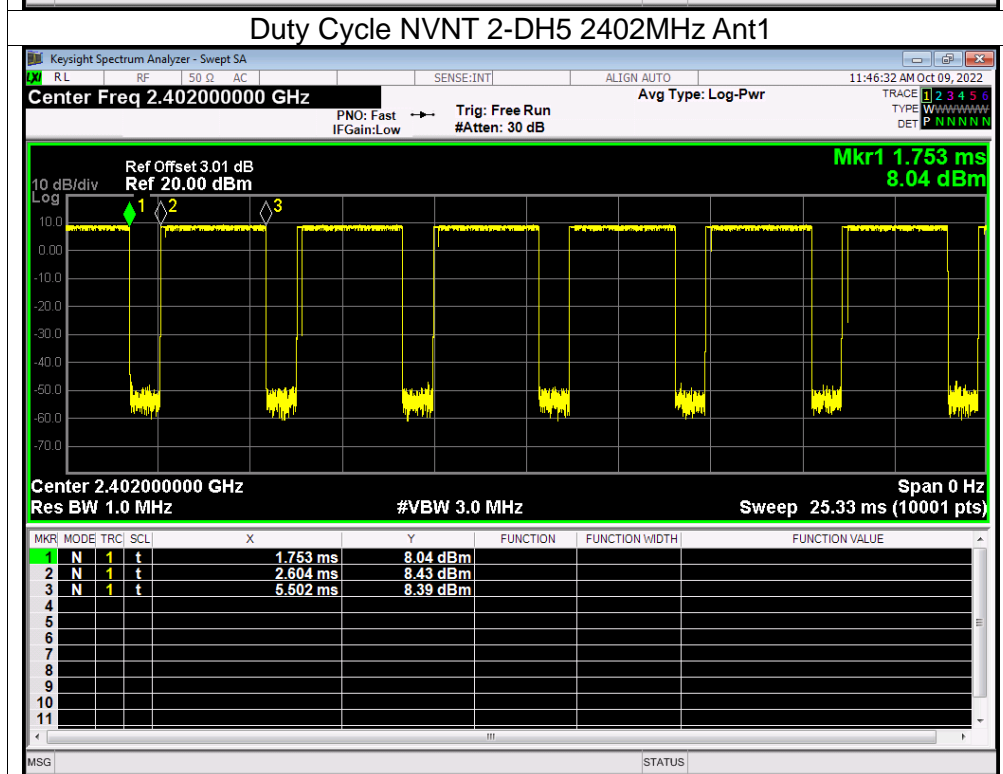 Duty Cycle NVNT 2-DH5 2402MHz Ant1
Keysight Spectrum Analyzer - Swept SA
LXI RL RF 50 Ω AC SENSE:INT ALIGN AUTO 11:46:32 AM Oct 09, 2022
Center Freq 2.402000000 GHz
PNO: Fast
IFGain:Low
Trig: Free Run
#Atten: 30 dB
Avg Type: Log-Pwr
TRACE 1 2 3 4 5 6
TYPE WWWWWW
DET P N N N N N
Mkr1 1.753 ms
8.04 dBm
Ref Offset 3.01 dB
10 dB/div Ref 20.00 dBm
Log
1 2 3
10.0
0.00
-10.0
-20.0
-30.0
-40.0
-50.0
-60.0
-70.0
Center 2.402000000 GHz Span 0 Hz
Res BW 1.0 MHz #VBW 3.0 MHz Sweep 25.33 ms (10001 pts)
MKR MODE TRC SCL X Y FUNCTION FUNCTION WIDTH FUNCTION VALUE
1 N 1 t 1.753 ms 8.04 dBm
2 N 1 t 2.604 ms 8.43 dBm
3 N 1 t 5.502 ms 8.39 dBm
4
5
6
7
8
9
10
11
MSG STATUS